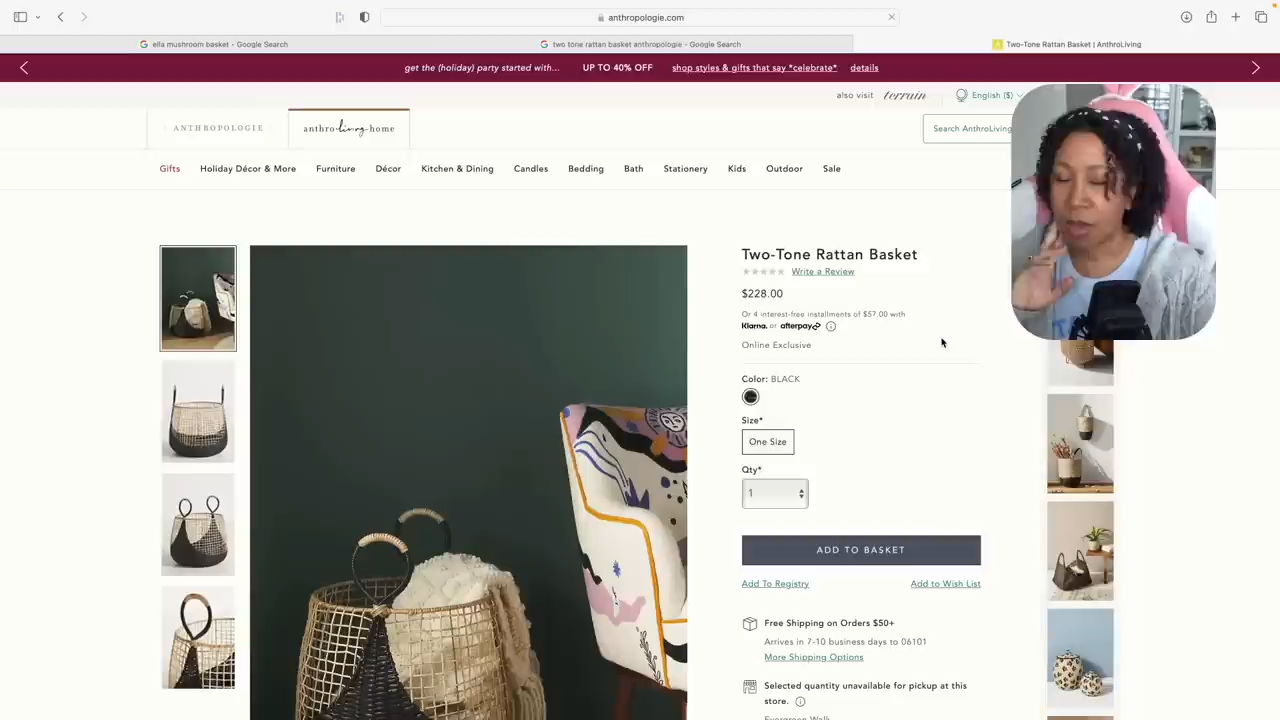 anthropologie.com
ella mushroom basket - Google Search
two tone rattan basket anthropologie - Google Search
Two-Tone Rattan Basket | AnthroLiving
get the (holiday) party started with...
UP TO 40% OFF
shop styles & gifts that say *celebrate*
details
also visit terrain
English ($)
ANTHROPOLOGIE
anthro living home
Search AnthroLiving
Gifts
Holiday Décor & More
Furniture
Décor
Kitchen & Dining
Candles
Bedding
Bath
Stationery
Kids
Outdoor
Sale
Two-Tone Rattan Basket
Write a Review
$228.00
Or 4 interest-free installments of $57.00 with
Klarna. or afterpay
Online Exclusive
Color: BLACK
Size*
One Size
Qty*
1
ADD TO BASKET
Add To Registry
Add to Wish List
Free Shipping on Orders $50+
Arrives in 7-10 business days to 06101
More Shipping Options
Selected quantity unavailable for pickup at this
store.
Evergreen Walk